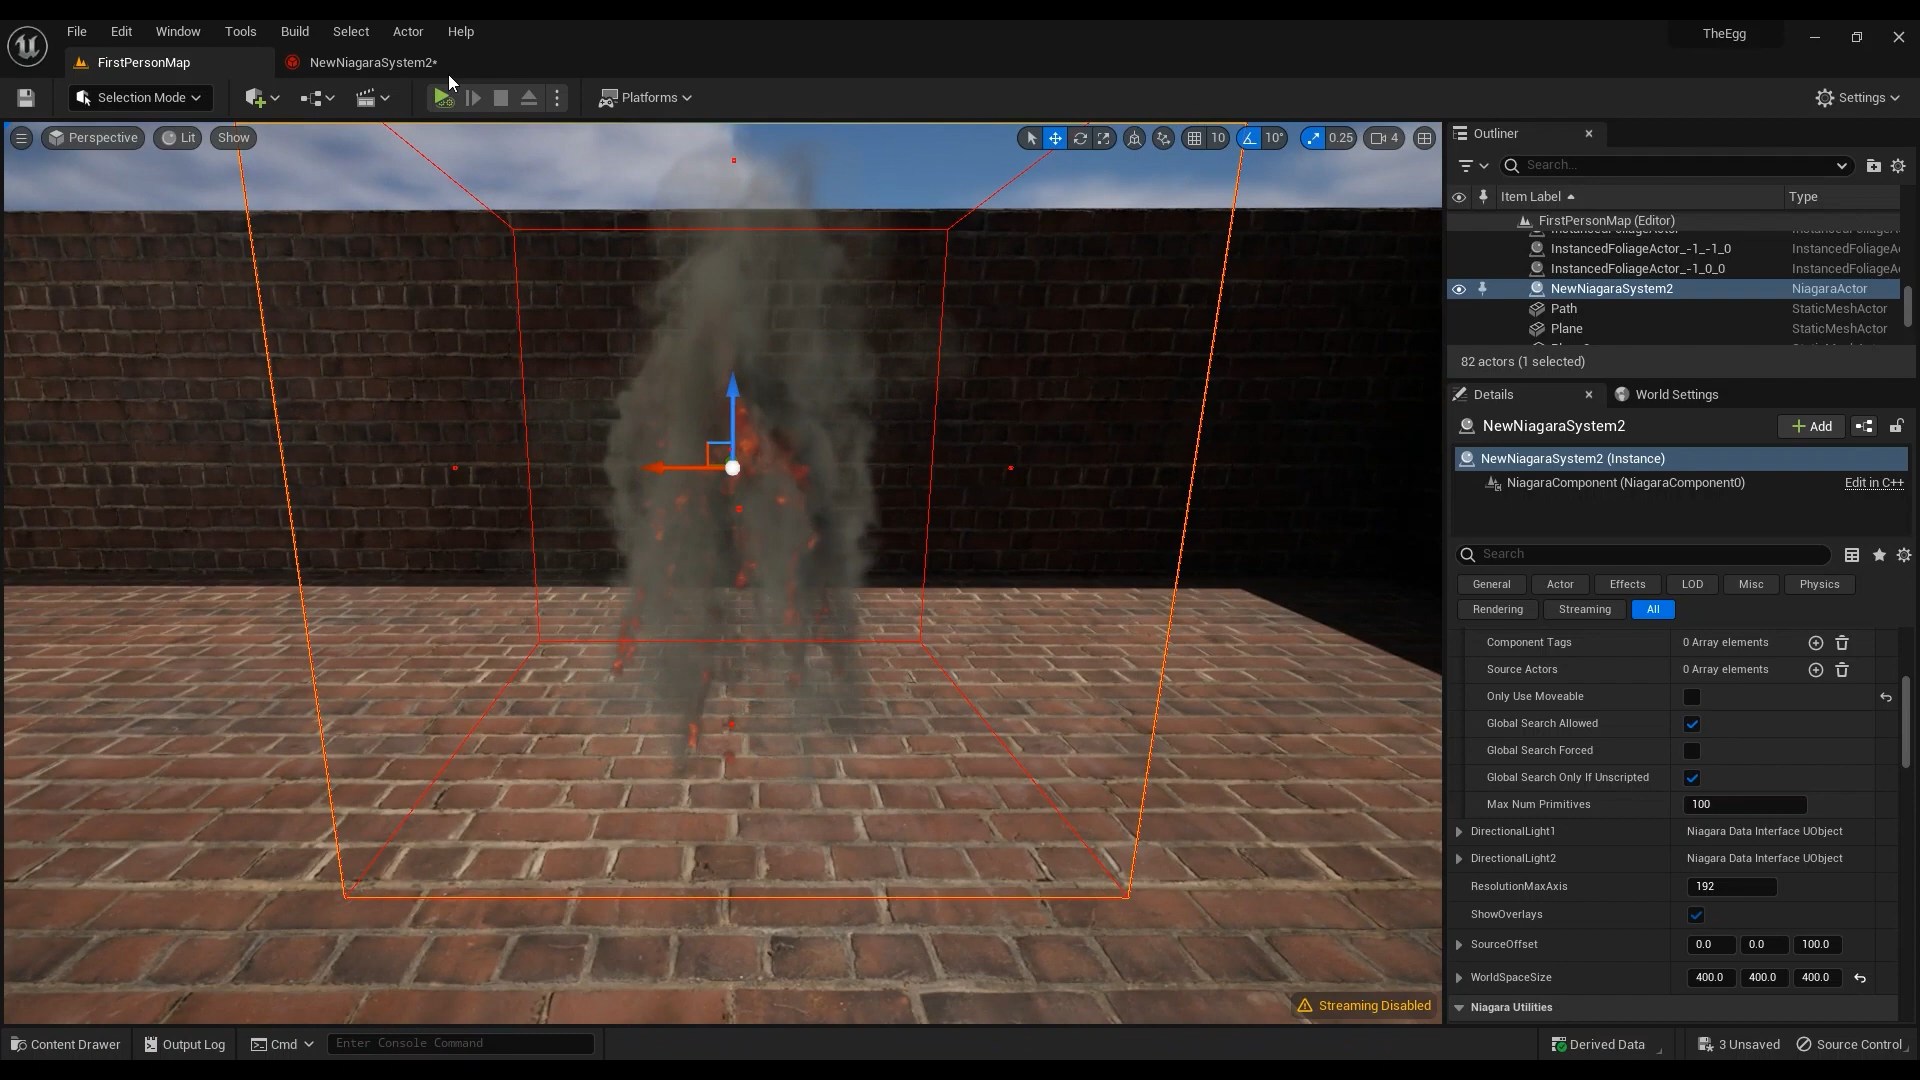 File Edit Window Tools Build Select Actor Help
TheEgg
FirstPersonMap
NewNiagaraSystem2*
Selection Mode
Platforms
Settings
Perspective
Lit
Show
10
10°
0.25
4
Outliner
Search...
Item Label
Type
FirstPersonMap (Editor)
InstancedFoliageActor_-1_-1_0 InstancedFoliageA
InstancedFoliageActor_-1_0_0 InstancedFoliageA
NewNiagaraSystem2 NiagaraActor
Path StaticMeshActor
Plane StaticMeshActor
82 actors (1 selected)
Details
World Settings
NewNiagaraSystem2
Add
NewNiagaraSystem2 (Instance)
NiagaraComponent (NiagaraComponent0) Edit in C++
Search
General Actor Effects LOD Misc Physics
Rendering Streaming All
Component Tags 0 Array elements
Source Actors 0 Array elements
Only Use Moveable
Global Search Allowed
Global Search Forced
Global Search Only If Unscripted
Max Num Primitives 100
DirectionalLight1 Niagara Data Interface UObject
DirectionalLight2 Niagara Data Interface UObject
ResolutionMaxAxis 192
ShowOverlays
SourceOffset 0.0 0.0 100.0
WorldSpaceSize 400.0 400.0 400.0
Niagara Utilities
Streaming Disabled
Content Drawer
Output Log
Cmd
Enter Console Command
Derived Data
3 Unsaved
Source Control